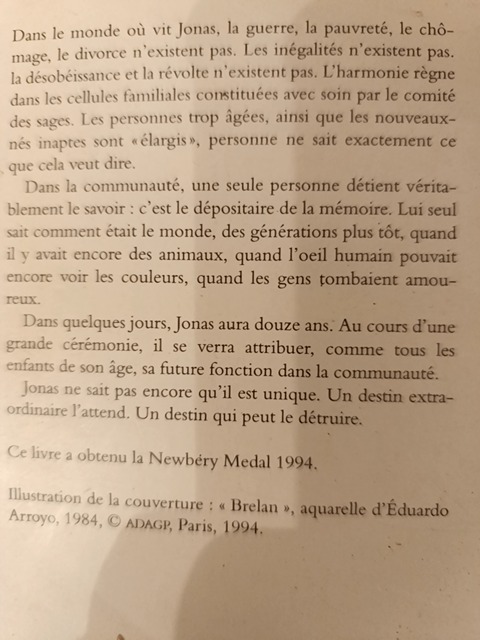 Dans le monde où vit Jonas, la guerre, la pauvreté, le chô-
mage, le divorce n'existent pas. Les inégalités n'existent pas.
la désobéissance et la révolte n'existent pas. L'harmonie règne
dans les cellules familiales constituées avec soin par le comité
des sages. Les personnes trop âgées, ainsi que les nouveaux-
nés inaptes sont «élargis», personne ne sait exactement ce
que cela veut dire.
Dans la communauté, une seule personne détient vérita-
blement le savoir : c'est le dépositaire de la mémoire. Lui seul
sait comment était le monde, des générations plus tôt, quand
il y avait encore des animaux, quand l'oeil humain pouvait
encore voir les couleurs, quand les gens tombaient amou-
reux.
Dans quelques jours, Jonas aura douze ans. Au cours d'une
grande cérémonie, il se verra attribuer, comme tous les
enfants de son âge, sa future fonction dans la communauté.
Jonas ne sait pas encore qu'il est unique. Un destin extra-
ordinaire l'attend. Un destin qui peut le détruire.
Ce livre a obtenu la Newbéry Medal 1994.
Illustration de la couverture : « Brelan », aquarelle d'Éduardo
Arroyo, 1984, © ADAGP, Paris, 1994.